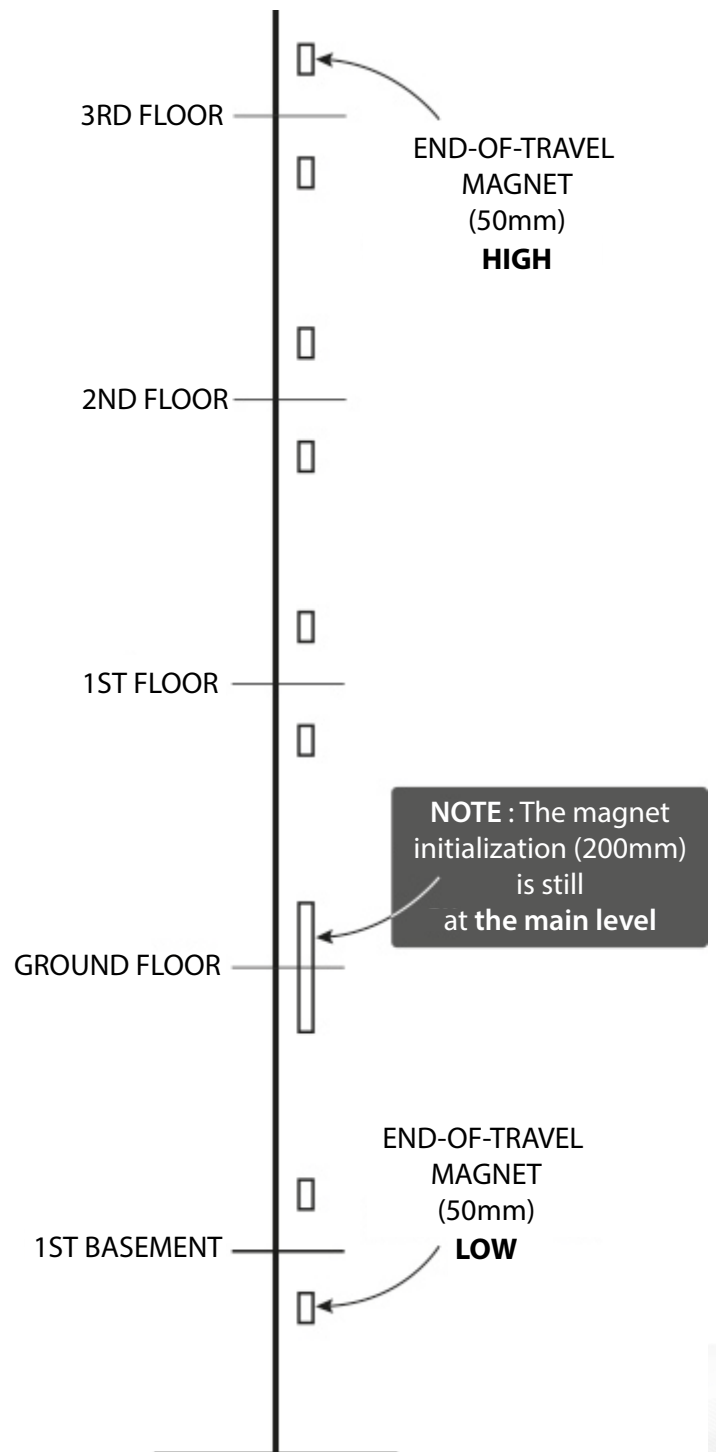 3RD FLOOR
END-OF-TRAVEL
MAGNET
(50mm)
HIGH
2ND FLOOR
1ST FLOOR
NOTE : The magnet
initialization (200mm)
is still
at the main level
GROUND FLOOR
END-OF-TRAVEL
MAGNET
(50mm)
LOW
1ST BASEMENT